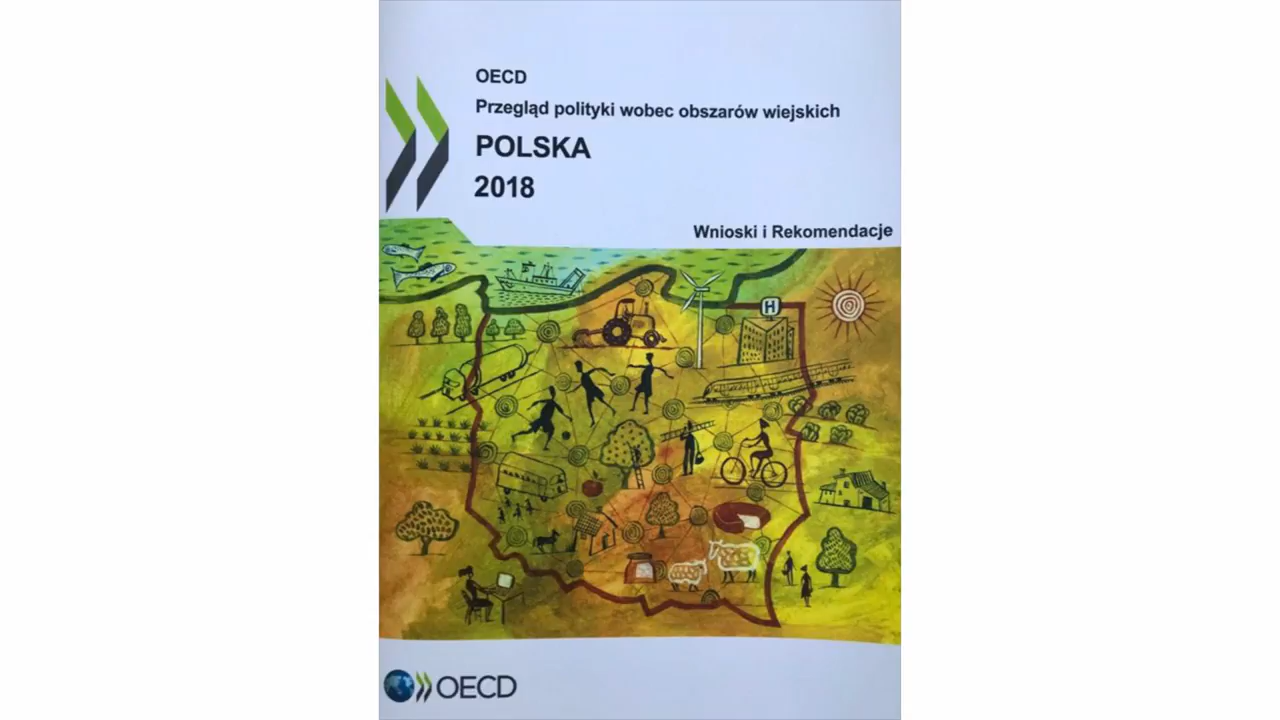 OECD
Przegląd polityki wobec obszarów wiejskich
POLSKA
2018
Wnioski i Rekomendacje
H
OECD